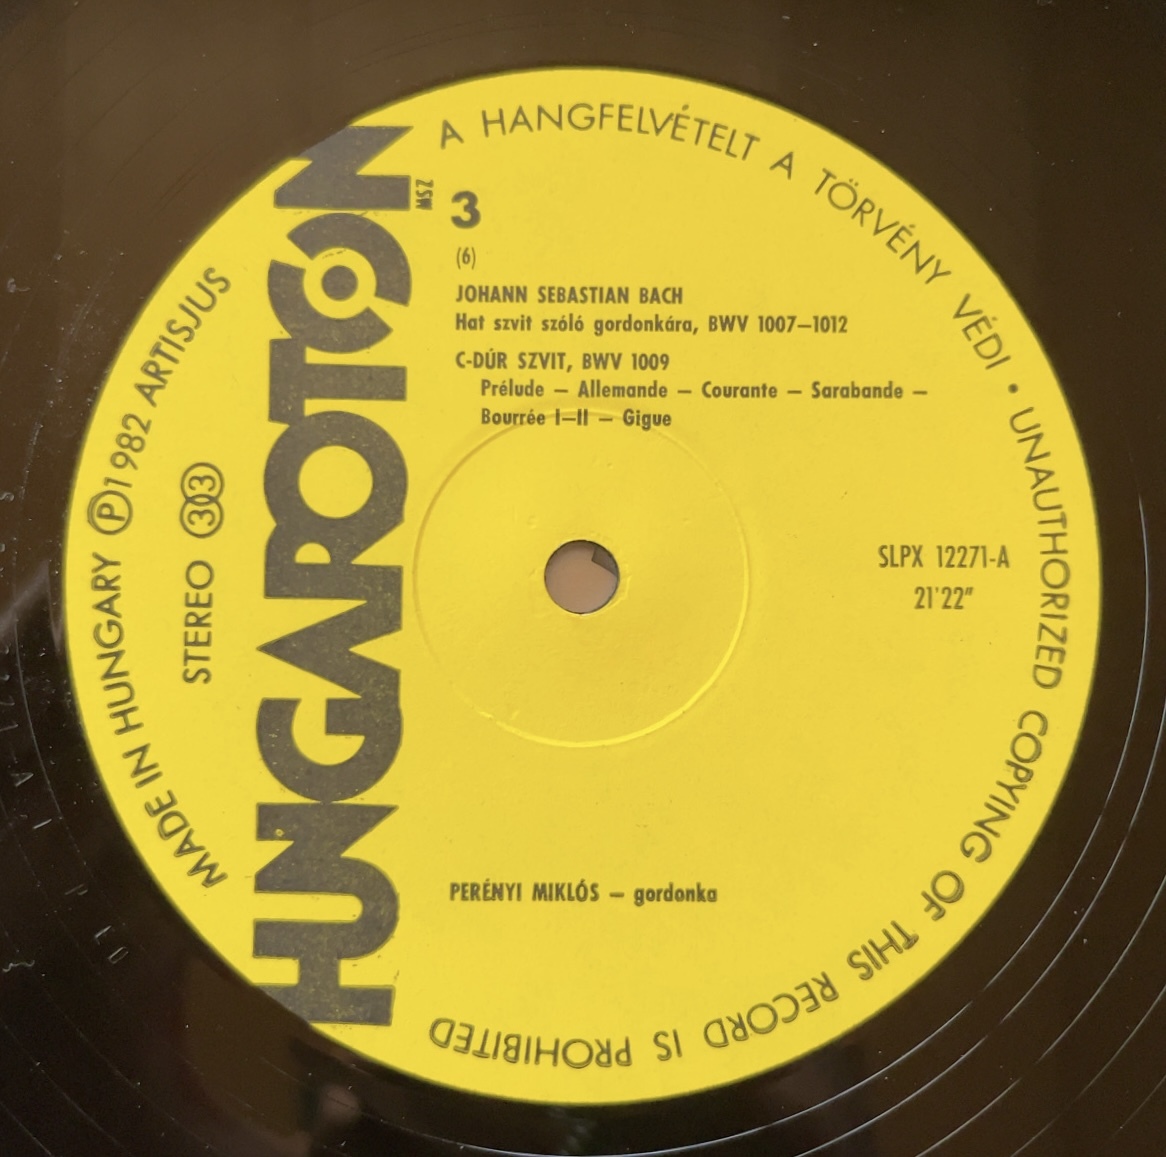 A HANGFELVÉTELT A TÖRVÉNY VÉDI • UNAUTHORIZED COPYING OF THIS RECORD IS PROHIBITED
MADE IN HUNGARY Ⓟ1982 ARTISJUS
STEREO 303
HUNGAROTON
MSZ
3
(6)
JOHANN SEBASTIAN BACH
Hat szvit szóló gordonkára, BWV 1007–1012
C-DÚR SZVIT, BWV 1009
Prélude – Allemande – Courante – Sarabande –
Bourrée I–II – Gigue
SLPX 12271-A
21'22"
PERÉNYI MIKLÓS – gordonka